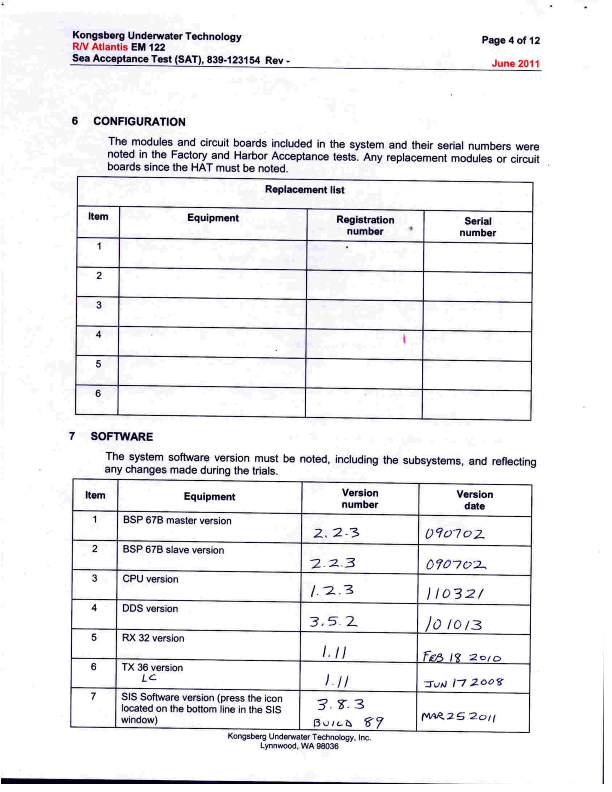 Kongsberg Underwater Technology
R/V Atlantis EM 122
Page 4 of 12
Sea Acceptance Test (SAT), 839-123154 Rev -
June 2011
6 CONFIGURATION
The modules and circuit boards included in the system and their serial numbers were
noted in the Factory and Harbor Acceptance tests. Any replacement modules or circuit
boards since the HAT must be noted.
Replacement list
Item Equipment Registration number Serial number
1
2
3
4
5
6
7 SOFTWARE
The system software version must be noted, including the subsystems, and reflecting
any changes made during the trials.
Item Equipment Version number Version date
1 BSP 67B master version 2.2.3 090702
2 BSP 67B slave version 2.2.3 090702
3 CPU version 1.2.3 110321
4 DDS version 3.5.2 101013
5 RX 32 version 1.11 FEB 18 2010
6 TX 36 version 1.11 JUN 17 2008
LC
7 SIS Software version (press the icon 3.8.3
located on the bottom line in the SIS MAR 25 2011
window) BUILD 89
Kongsberg Underwater Technology, Inc.
Lynnwood, WA 98036